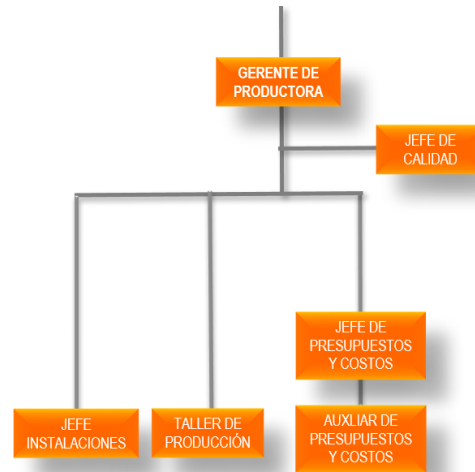 GERENTE DE
PRODUCTORA
JEFE DE
CALIDAD
JEFE DE
PRESUPUESTOS
Y COSTOS
JEFE
INSTALACIONES
TALLER DE
PRODUCCIÓN
AUXLIAR DE
PRESUPUESTOS
Y COSTOS